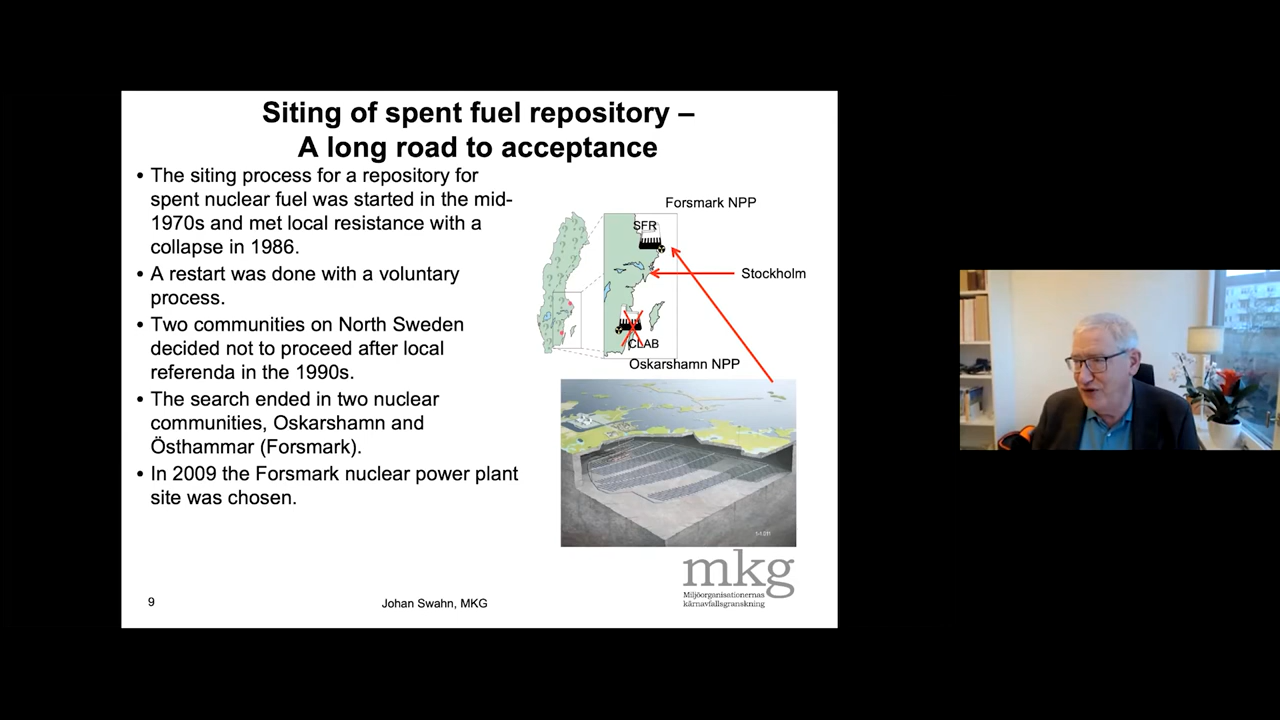 Siting of spent fuel repository –
A long road to acceptance
• The siting process for a repository for
spent nuclear fuel was started in the mid-
1970s and met local resistance with a
collapse in 1986.
• A restart was done with a voluntary
process.
• Two communities on North Sweden
decided not to proceed after local
referenda in the 1990s.
• The search ended in two nuclear
communities, Oskarshamn and
Östhammar (Forsmark).
• In 2009 the Forsmark nuclear power plant
site was chosen.
Forsmark NPP
SFR
Stockholm
CLAB
Oskarshamn NPP
mkg
Miljöorganisationernas
kärnavfallsgranskning
9
Johan Swahn, MKG